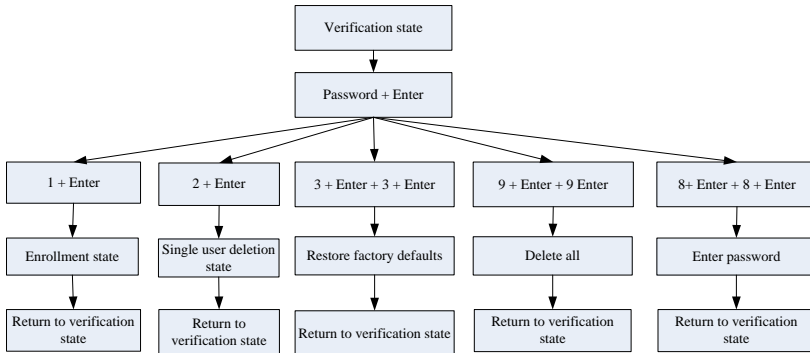 Verification state
Password + Enter
1 + Enter
2 + Enter
3 + Enter + 3 + Enter
9 + Enter + 9 Enter
8+ Enter + 8 + Enter
Enrollment state
Single user deletion
state
Restore factory defaults
Delete all
Enter password
Return to verification
state
Return to
verification state
Return to verification state
Return to verification
state
Return to verification
state